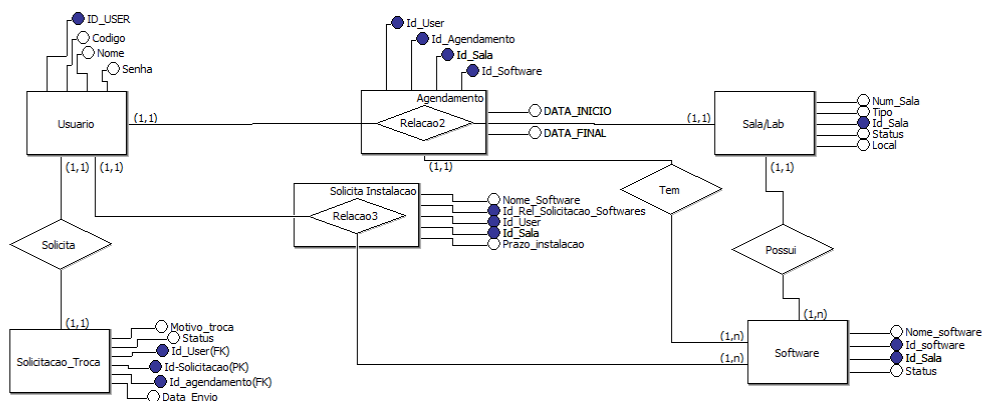 ID_USER
Codigo
Nome
Senha
Usuario
(1,1)
(1,1)
(1,1)
Id_User
Id_Agendamento
Id_Sala
Id_Software
Agendamento
Relacao2
DATA_INICIO
DATA_FINAL
(1,1)
(1,1)
Sala/Lab
Num_Sala
Tipo
Id_Sala
Status
Local
(1,1)
Solicita Instalacao
Relacao3
Nome_Software
Id_Rel_Solicitacao_Softwares
Id_User
Id_Sala
Prazo_instalacao
Tem
Solicita
Possui
(1,1)
Solicitacao_Troca
Motivo_troca
Status
Id_User(FK)
Id-Solicitacao(PK)
Id_agendamento(FK)
Data_Envio
(1,n)
(1,n)
(1,n)
Software
Nome_software
Id_software
Id_Sala
Status